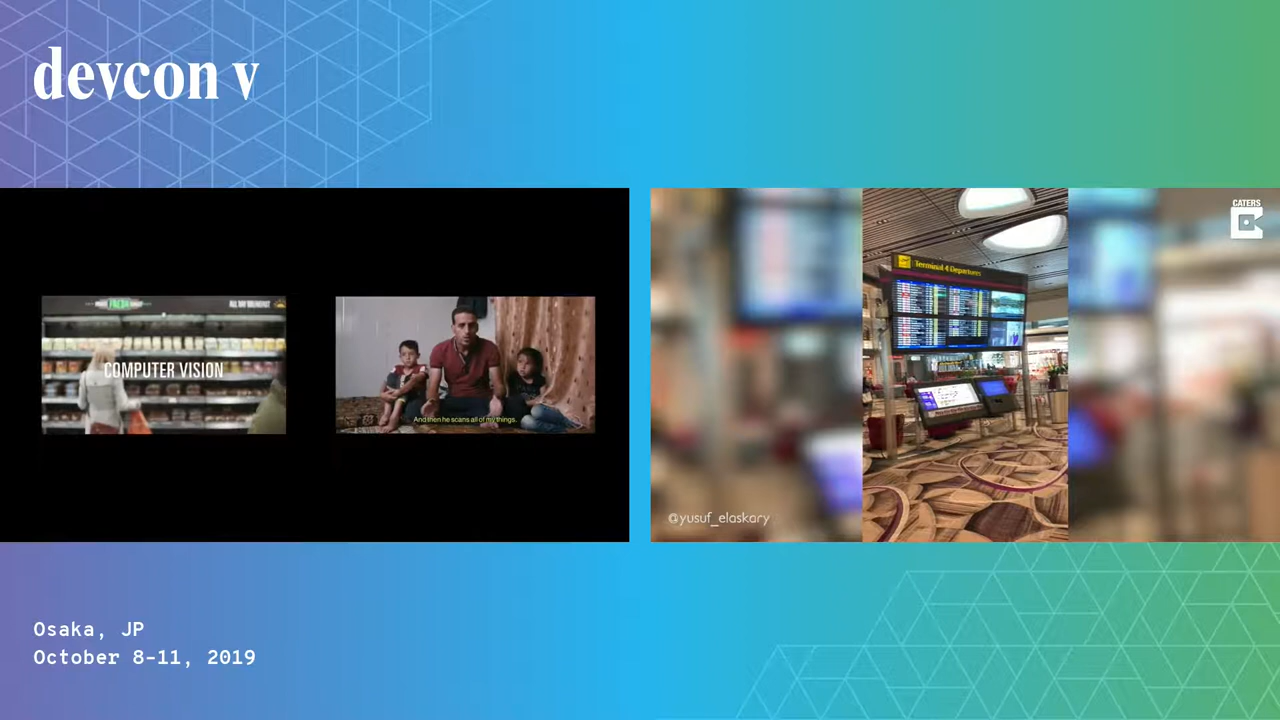 devcon v
FRESH
COMPUTER VISION
And then he scans all of my things.
Terminal 4 Departures
CATERS
@yusuf_elaskary
Osaka, JP
October 8-11, 2019